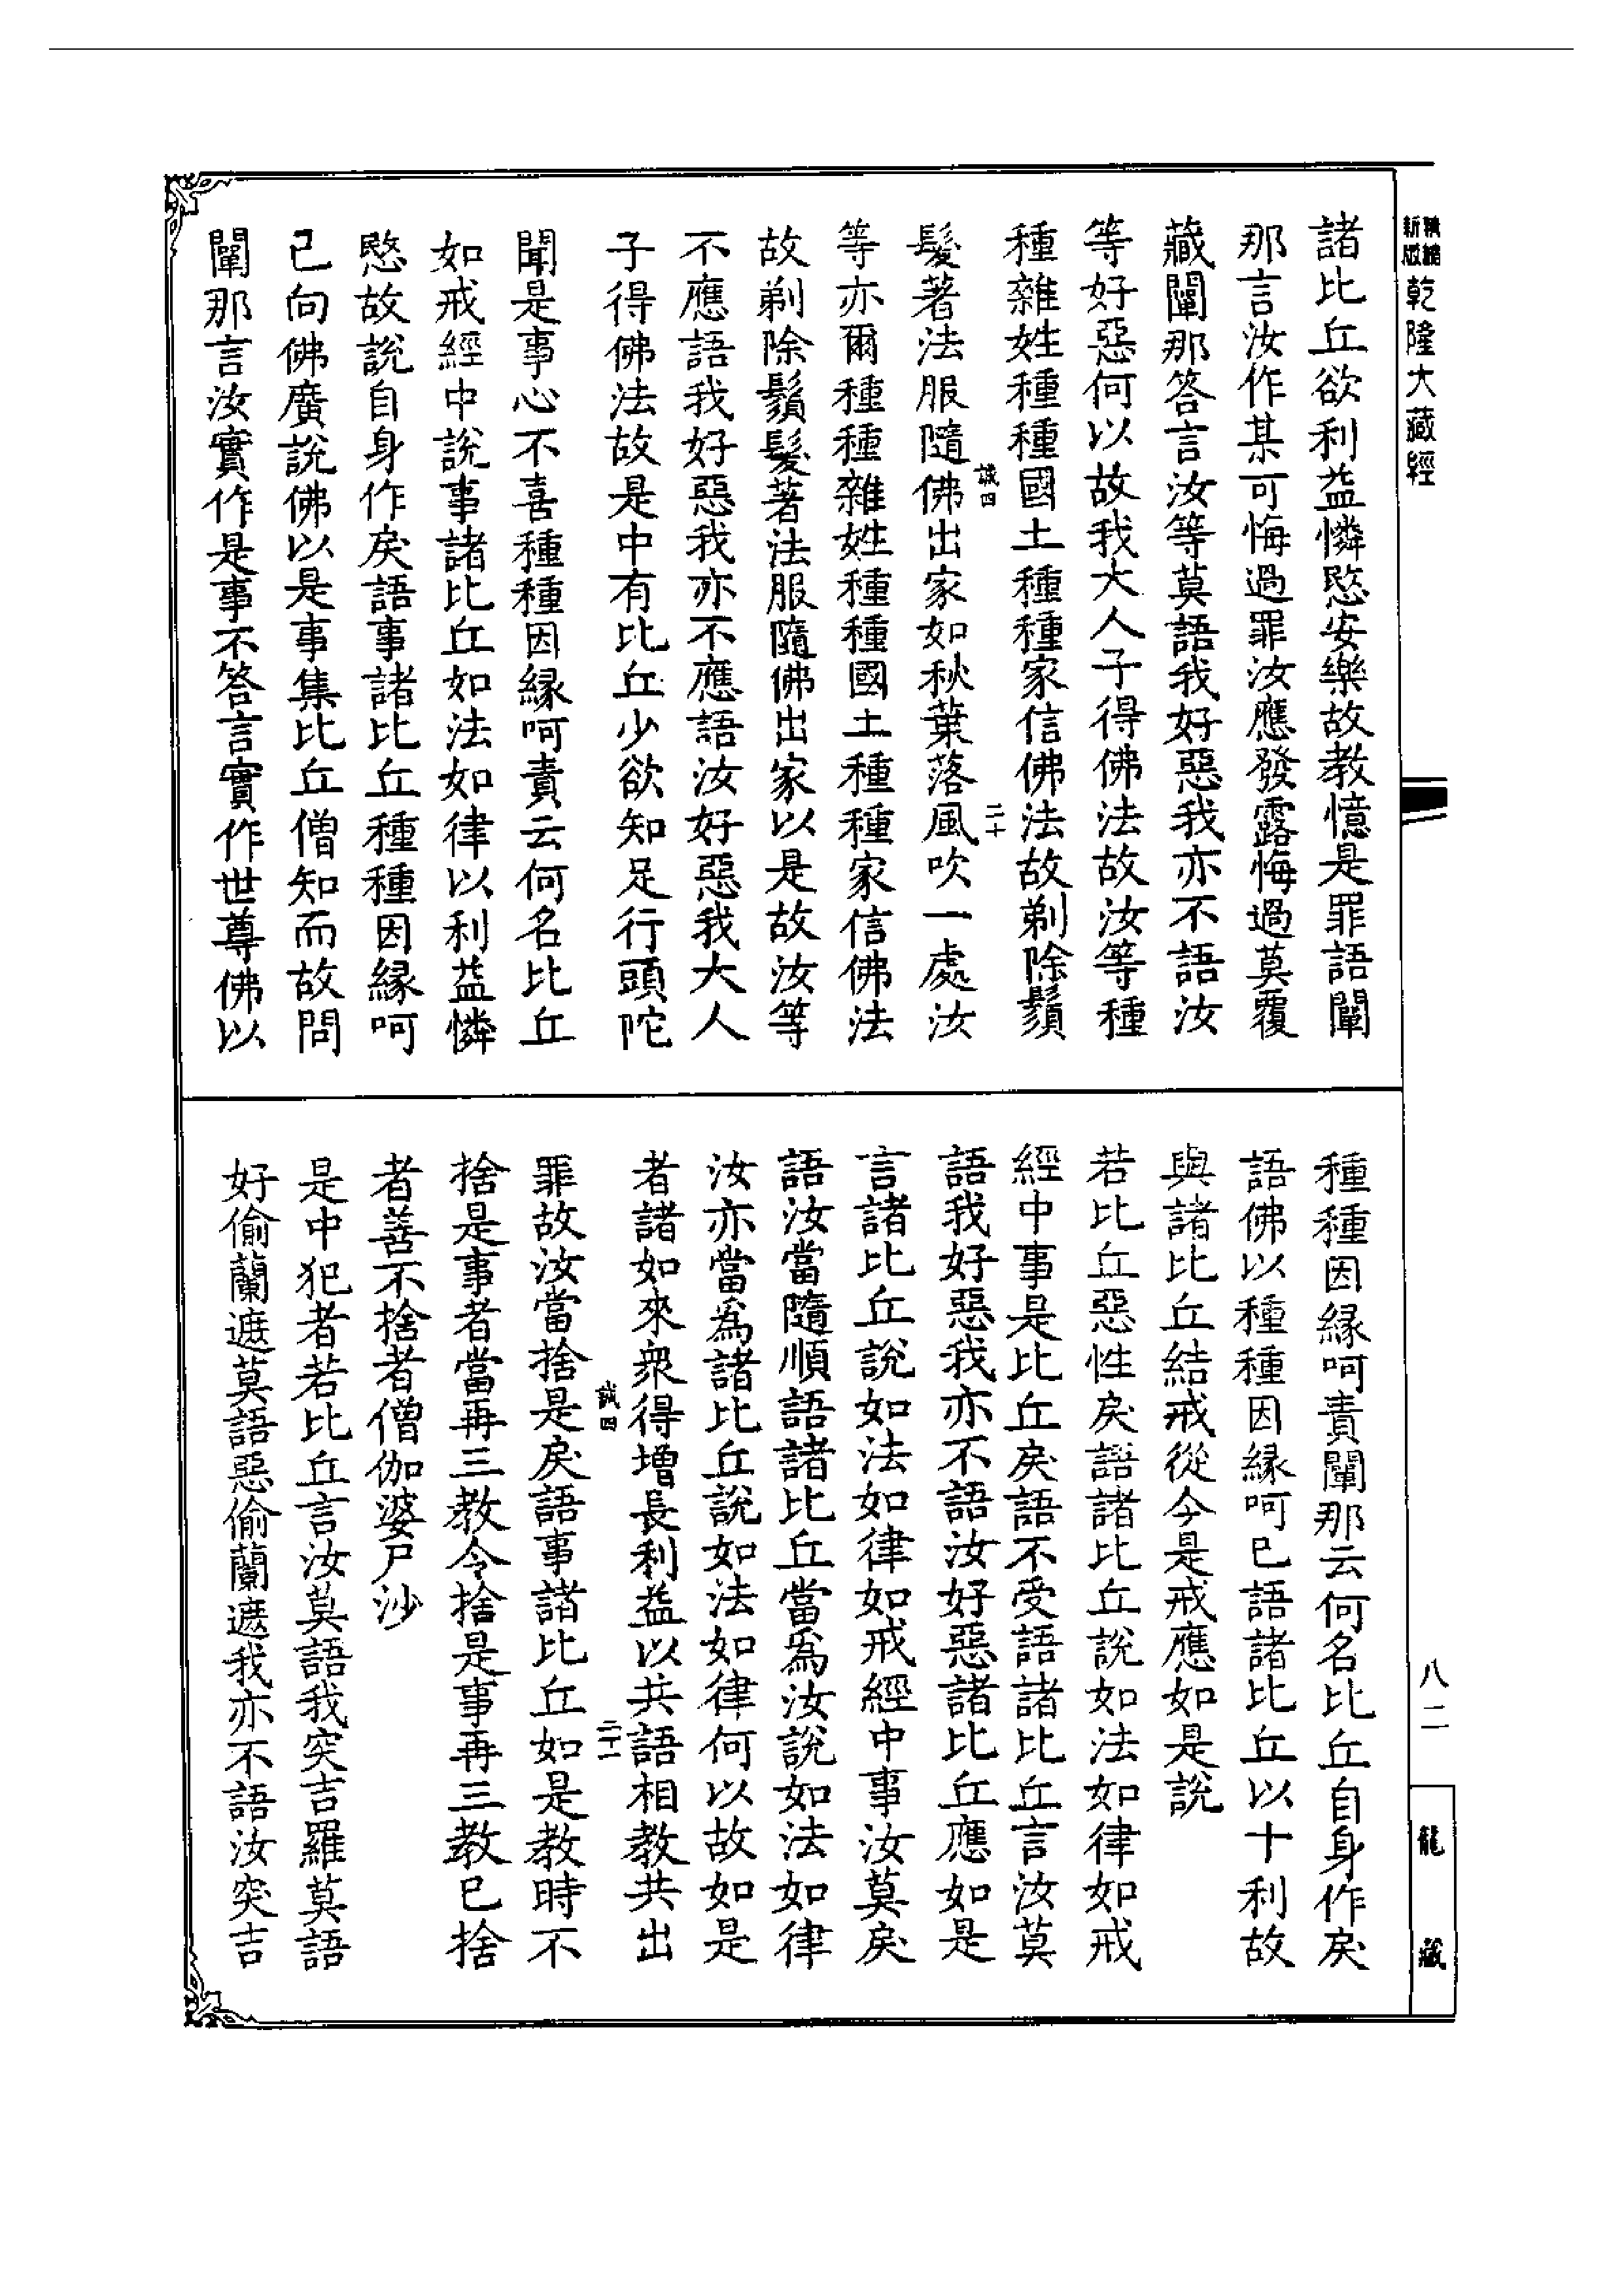 新版精縮乾隆大藏經
諸比丘欲利益憐愍安樂故教憶是罪語闡
那言汝作某可悔過罪汝應發露悔過莫覆
藏闡那答言汝等莫語我好惡我亦不語汝
等好惡何以故我大人子得佛法故汝等種
種雜姓種種國土種種家信佛法故剃除鬚
誠四
二十
髮著法服隨佛出家如秋葉落風吹一處汝
等亦爾種種雜姓種種國土種種家信佛法
故剃除鬚髮著法服隨佛出家以是故汝等
不應語我好惡我亦不應語汝好惡我大人
子得佛法故是中有比丘少欲知足行頭陀
聞是事心不喜種種因緣呵責云何名比丘
如戒經中說事諸比丘如法如律以利益憐
愍故說自身作戾語事諸比丘種種因緣呵
已向佛廣說佛以是事集比丘僧知而故問
闡那言汝實作是事不答言實作世尊佛以
種種因緣呵責闡那云何名比丘自身作戾
語佛以種種因緣呵已語諸比丘以十利故
與諸比丘結戒從今是戒應如是說
若比丘惡性戾語諸比丘說如法如律如戒
經中事是比丘戾語不受語諸比丘言汝莫
語我好惡我亦不語汝好惡諸比丘應如是
言諸比丘說如法如律如戒經中事汝莫戾
語汝當隨順語諸比丘當爲汝說如法如律
汝亦當爲諸比丘說如法如律何以故如是
者諸如來衆得增長利益以共語相教共出
誠四
二十一
罪故汝當捨是戾語事諸比丘如是教時不
捨是事者當再三教令捨是事再三教已捨
者善不捨者僧伽婆尸沙
是中犯者若比丘言汝莫語我突吉羅莫語
好偷蘭遮莫語惡偷蘭遮我亦不語汝突吉
八二
龍藏